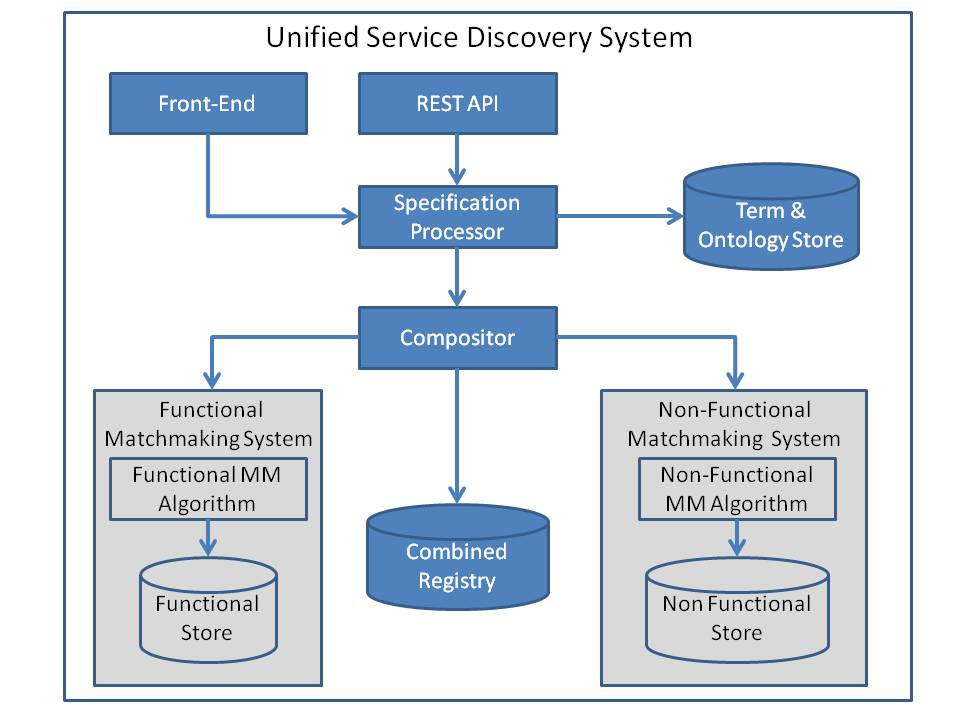 Unified Service Discovery System
Front-End
REST API
Specification
Processor
Term &
Ontology Store
Compositor
Functional
Matchmaking System
Functional MM
Algorithm
Functional
Store
Combined
Registry
Non-Functional
Matchmaking System
Non-Functional
MM Algorithm
Non Functional
Store